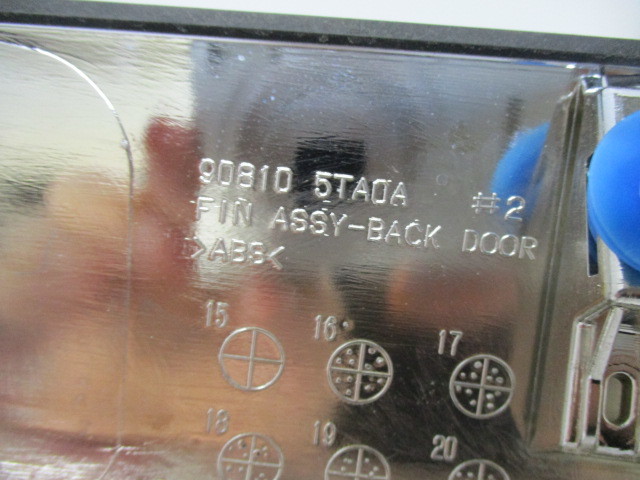 90810 5TA0A #2
FIN ASSY-BACK DOOR
>ABS<
15 16 17
18 19 20